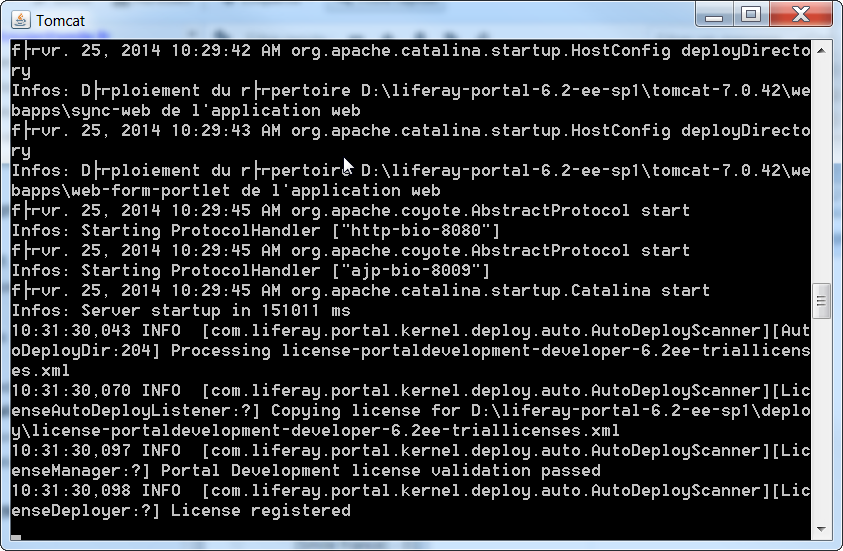 Tomcat
f├rvr. 25, 2014 10:29:42 AM org.apache.catalina.startup.HostConfig deployDirecto
ry
Infos: D├rploiement du r├rpertoire D:\liferay-portal-6.2-ee-sp1\tomcat-7.0.42\we
bapps\sync-web de l'application web
f├rvr. 25, 2014 10:29:43 AM org.apache.catalina.startup.HostConfig deployDirecto
ry
Infos: D├rploiement du r├rpertoire D:\liferay-portal-6.2-ee-sp1\tomcat-7.0.42\we
bapps\web-form-portlet de l'application web
f├rvr. 25, 2014 10:29:45 AM org.apache.coyote.AbstractProtocol start
Infos: Starting ProtocolHandler ["http-bio-8080"]
f├rvr. 25, 2014 10:29:45 AM org.apache.coyote.AbstractProtocol start
Infos: Starting ProtocolHandler ["ajp-bio-8009"]
f├rvr. 25, 2014 10:29:45 AM org.apache.catalina.startup.Catalina start
Infos: Server startup in 151011 ms
10:31:30,043 INFO  [com.liferay.portal.kernel.deploy.auto.AutoDeployScanner][Aut
oDeployDir:204] Processing license-portaldevelopment-developer-6.2ee-triallicens
es.xml
10:31:30,070 INFO  [com.liferay.portal.kernel.deploy.auto.AutoDeployScanner][Lic
enseAutoDeployListener:?] Copying license for D:\liferay-portal-6.2-ee-sp1\deplo
y\license-portaldevelopment-developer-6.2ee-triallicenses.xml
10:31:30,097 INFO  [com.liferay.portal.kernel.deploy.auto.AutoDeployScanner][Lic
enseManager:?] Portal Development license validation passed
10:31:30,098 INFO  [com.liferay.portal.kernel.deploy.auto.AutoDeployScanner][Lic
enseDeployer:?] License registered